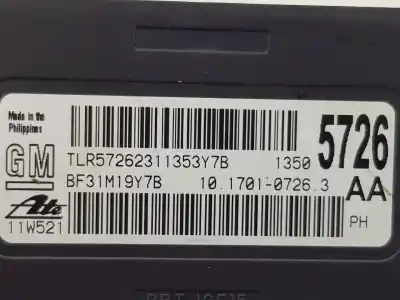 Made in the
Philippines
GM
TLR57262311353Y7B 1350
5726
BF31M19Y7B 10.1701-0726.3
AA
Ate
11W521
PH